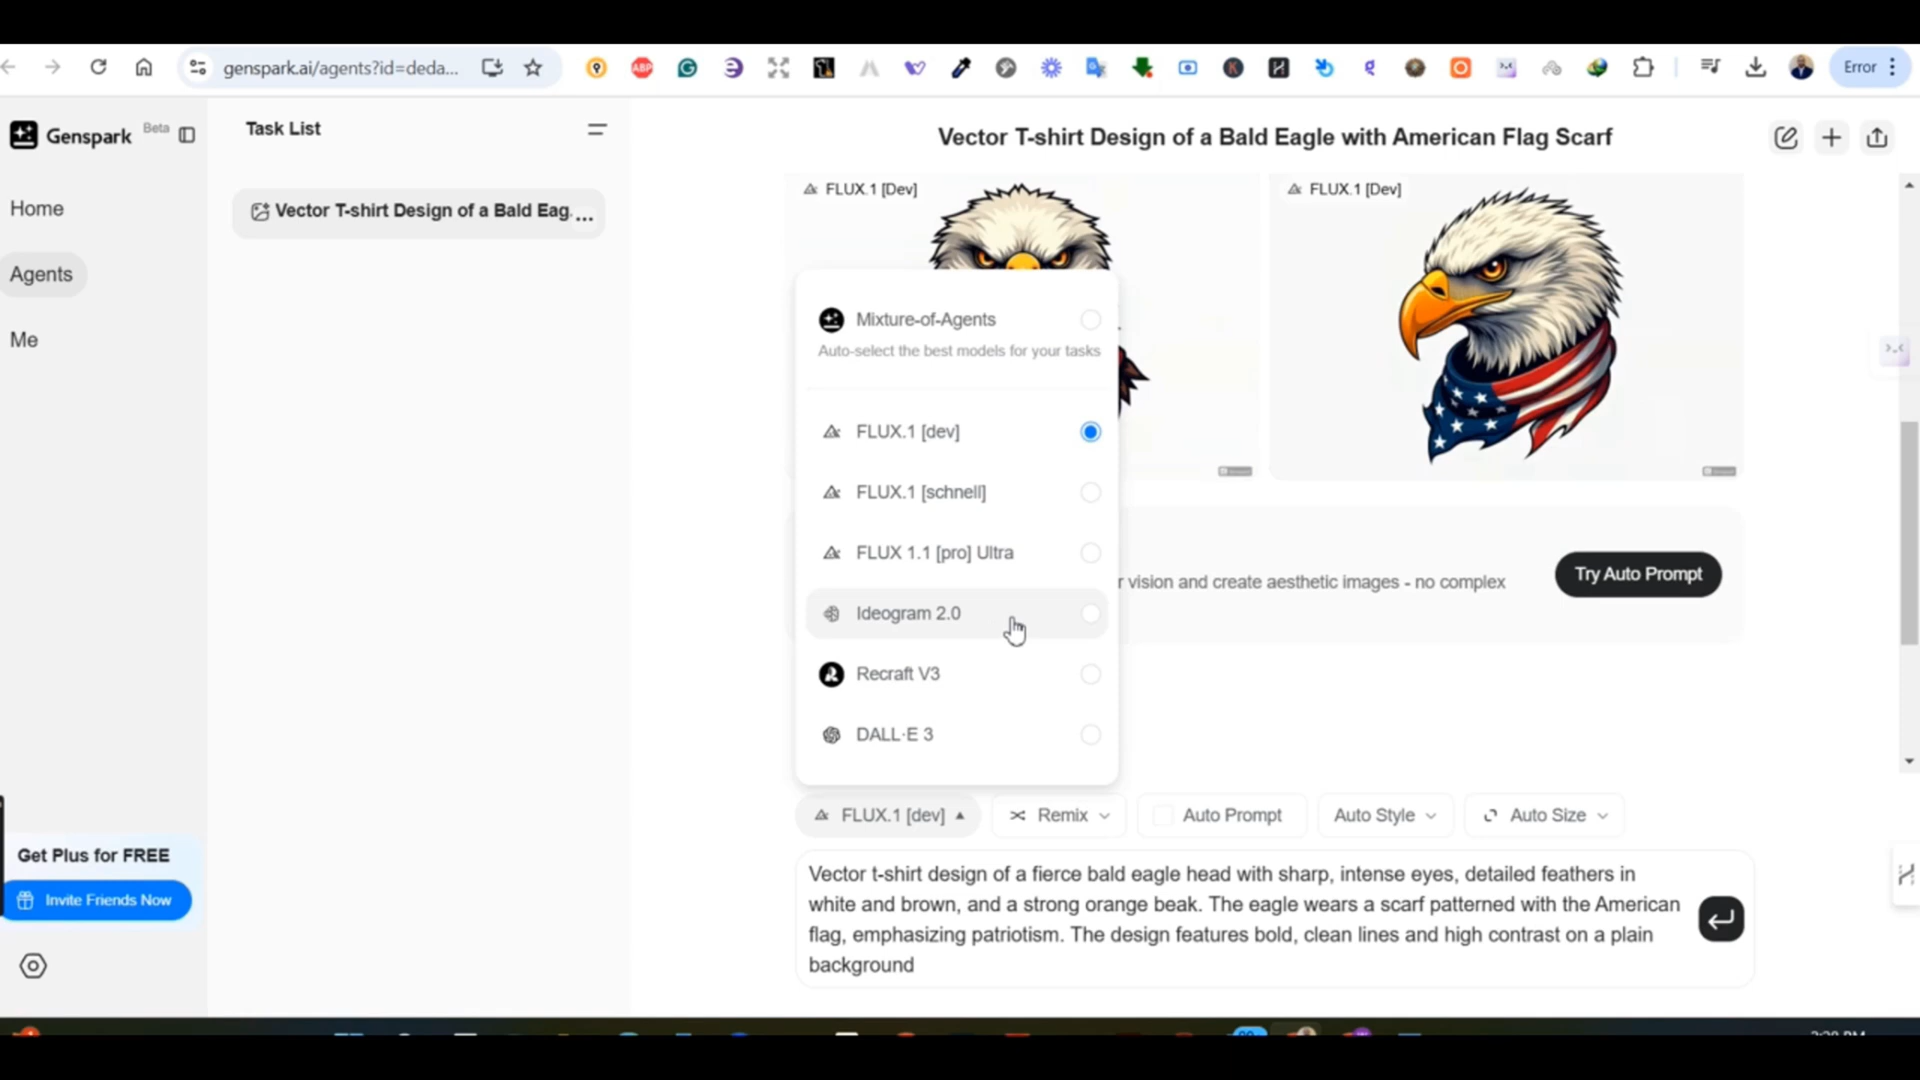 genspark.ai/agents?id=deda...
ABP
Error
Genspark
Beta
Home
Agents
Me
Get Plus for FREE
Invite Friends Now
Task List
Vector T-shirt Design of a Bald Eag...
Vector T-shirt Design of a Bald Eagle with American Flag Scarf
FLUX.1 [Dev]
FLUX.1 [Dev]
Mixture-of-Agents
Auto-select the best models for your tasks
FLUX.1 [dev]
FLUX.1 [schnell]
FLUX 1.1 [pro] Ultra
Ideogram 2.0
Recraft V3
DALL·E 3
r vision and create aesthetic images - no complex
Try Auto Prompt
FLUX.1 [dev]
Remix
Auto Prompt
Auto Style
Auto Size
Vector t-shirt design of a fierce bald eagle head with sharp, intense eyes, detailed feathers in
white and brown, and a strong orange beak. The eagle wears a scarf patterned with the American
flag, emphasizing patriotism. The design features bold, clean lines and high contrast on a plain
background